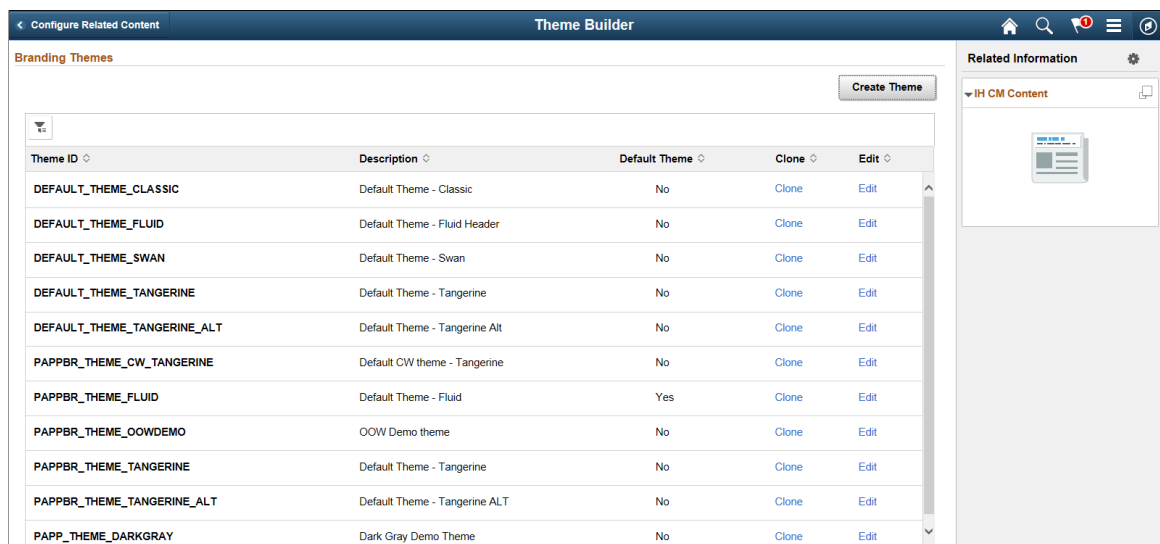 Configure Related Content Theme Builder 1
Branding Themes
Related Information
Create Theme
IH CM Content
Theme ID Description Default Theme Clone Edit
DEFAULT_THEME_CLASSIC Default Theme - Classic No Clone Edit
DEFAULT_THEME_FLUID Default Theme - Fluid Header No Clone Edit
DEFAULT_THEME_SWAN Default Theme - Swan No Clone Edit
DEFAULT_THEME_TANGERINE Default Theme - Tangerine No Clone Edit
DEFAULT_THEME_TANGERINE_ALT Default Theme - Tangerine Alt No Clone Edit
PAPPBR_THEME_CW_TANGERINE Default CW theme - Tangerine No Clone Edit
PAPPBR_THEME_FLUID Default Theme - Fluid Yes Clone Edit
PAPPBR_THEME_OOWDEMO OOW Demo theme No Clone Edit
PAPPBR_THEME_TANGERINE Default Theme - Tangerine No Clone Edit
PAPPBR_THEME_TANGERINE_ALT Default Theme - Tangerine ALT No Clone Edit
PAPP_THEME_DARKGRAY Dark Gray Demo Theme No Clone Edit